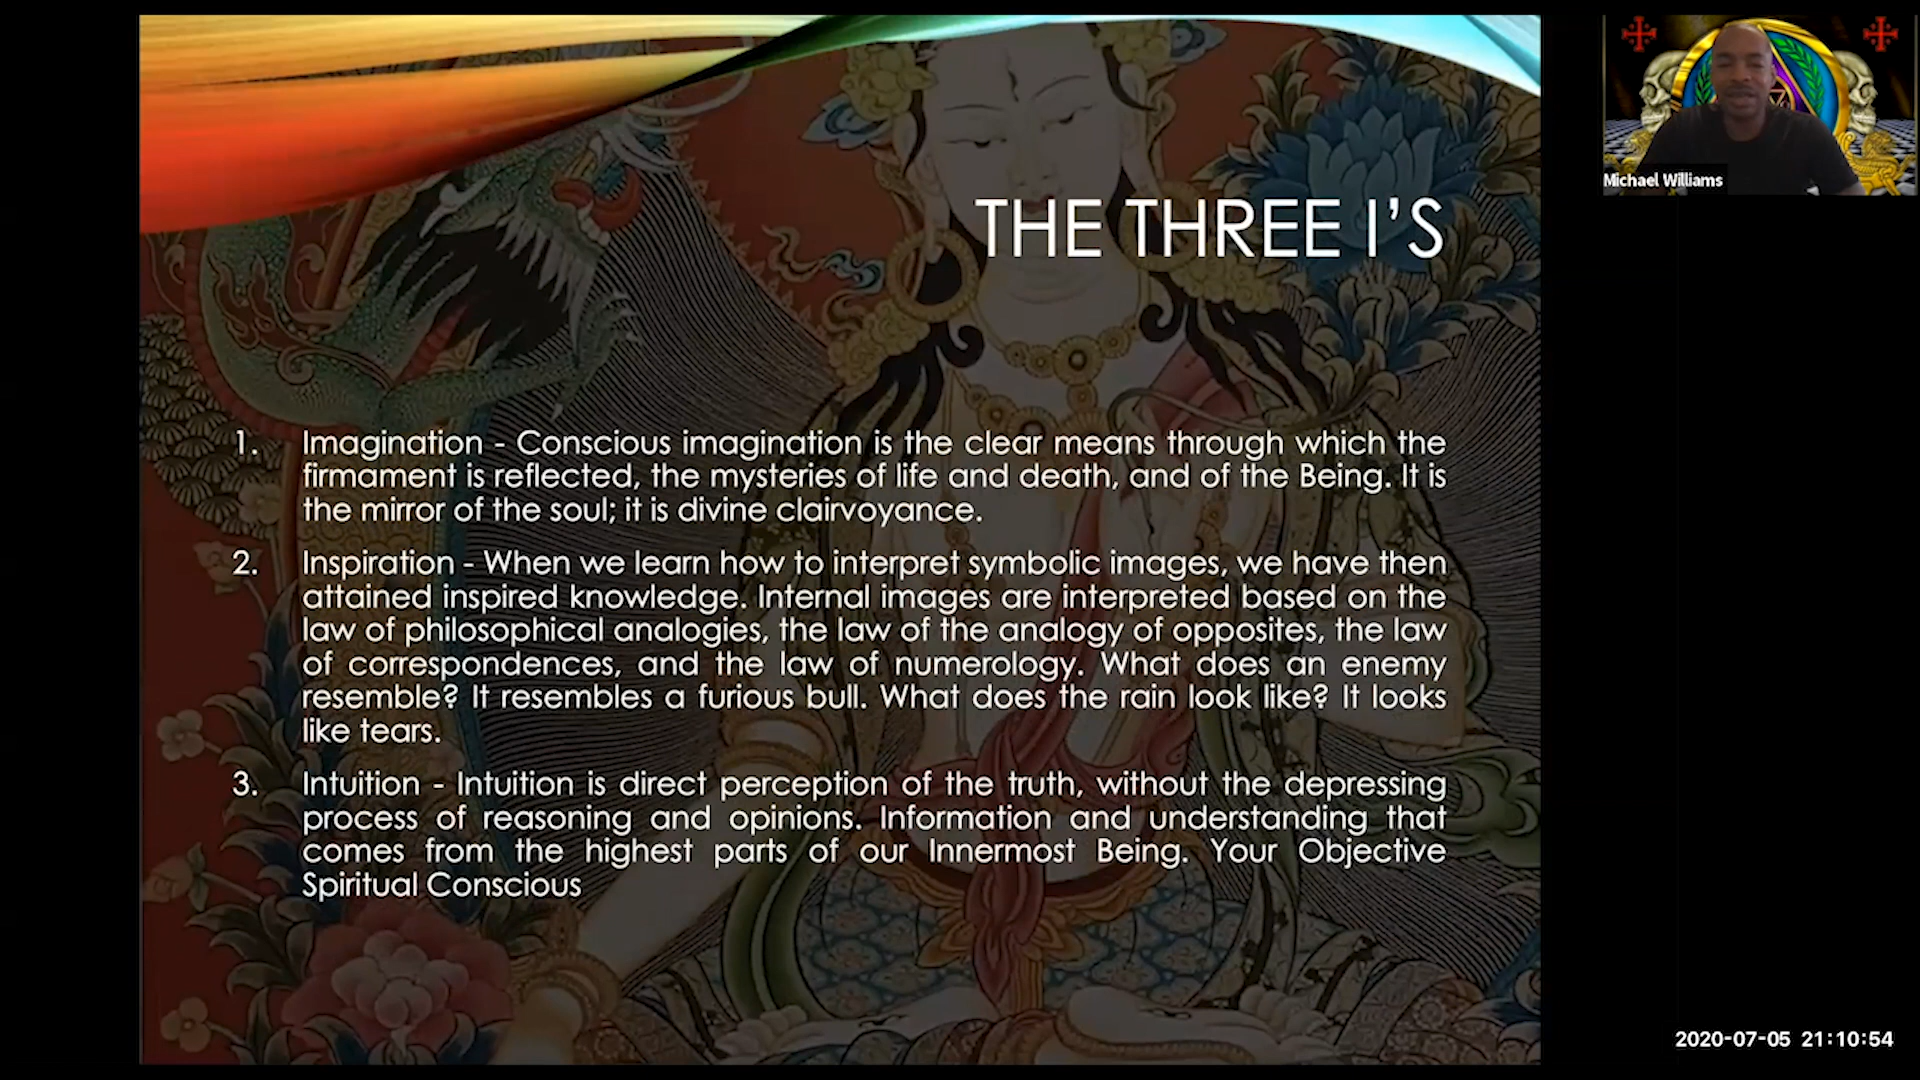 Michael Williams
THE THREE I'S
1. Imagination - Conscious imagination is the clear means through which the
firmament is reflected, the mysteries of life and death, and of the Being. It is
the mirror of the soul; it is divine clairvoyance.
2. Inspiration - When we learn how to interpret symbolic images, we have then
attained inspired knowledge. Internal images are interpreted based on the
law of philosophical analogies, the law of the analogy of opposites, the law
of correspondences, and the law of numerology. What does an enemy
resemble? It resembles a furious bull. What does the rain look like? It looks
like tears.
3. Intuition - Intuition is direct perception of the truth, without the depressing
process of reasoning and opinions. Information and understanding that
comes from the highest parts of our Innermost Being. Your Objective
Spiritual Conscious
2020-07-05 21:10:54